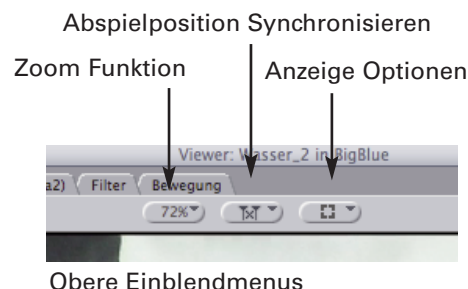 Abspielposition Synchronisieren
Zoom Funktion
Anzeige Optionen
Viewer: Wasser_2 in BigBlue
a2) Filter Bewegung
72%
Obere Einblendmenus